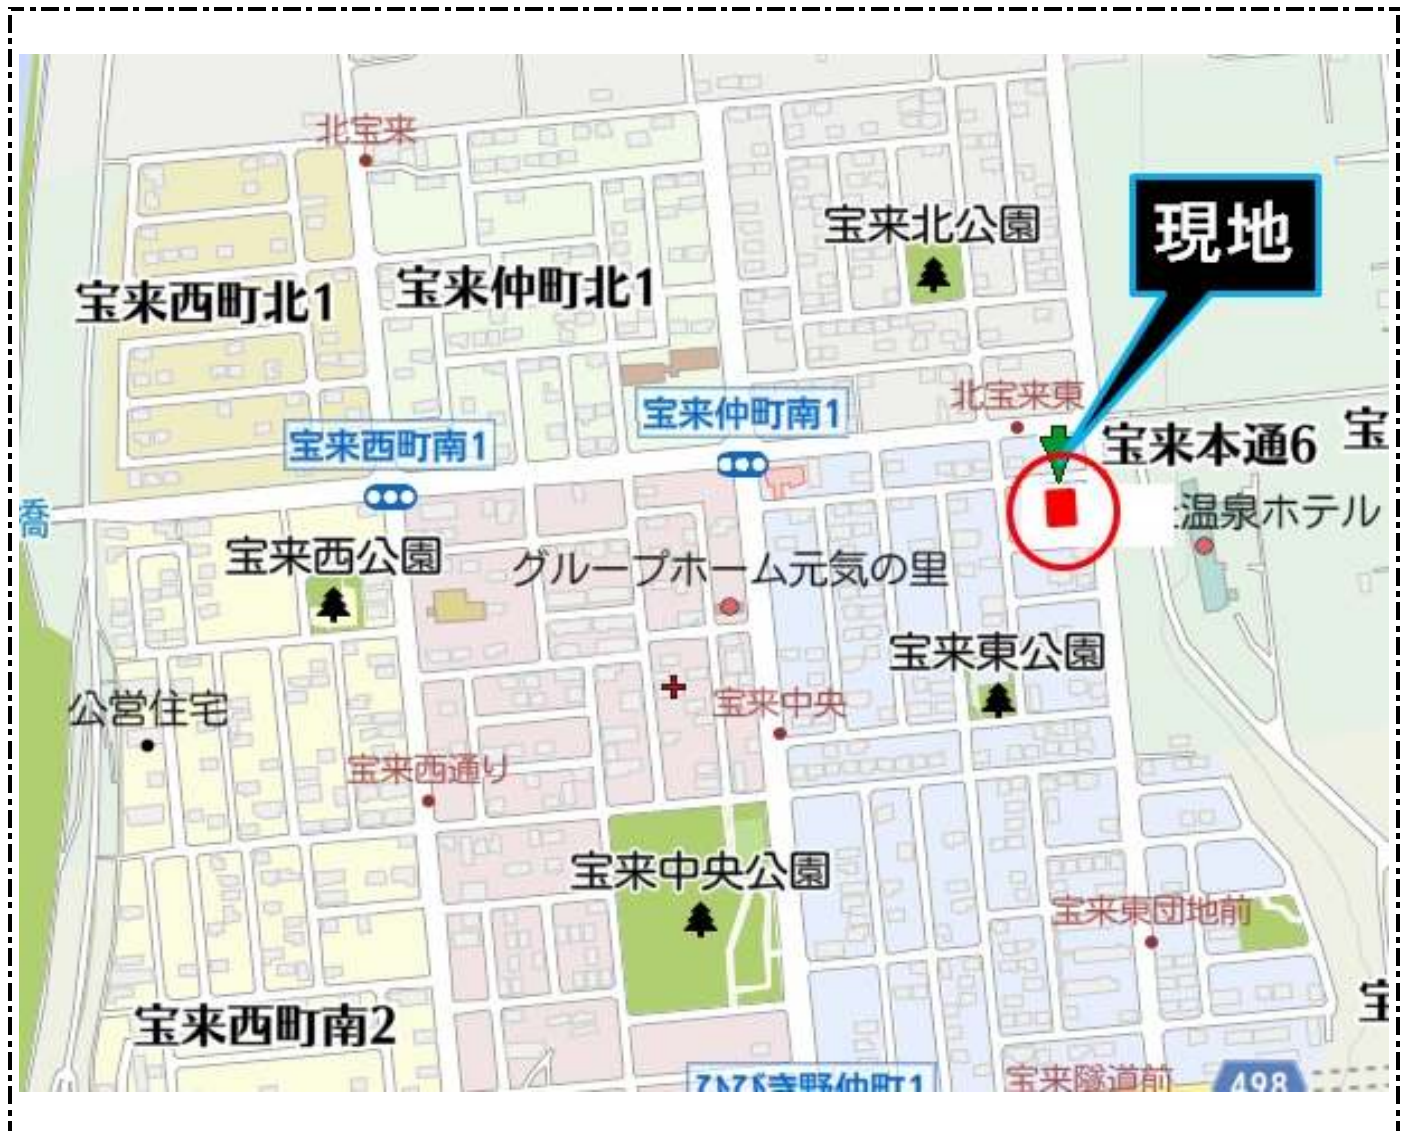 北宝来
現地
宝来北公園
宝来西町北1
宝来仲町北1
北宝来東
宝来仲町南1
宝来西町南1
宝来本通6
宝
温泉ホテル
喬
宝来西公園
グループホーム元気の里
宝来東公園
公営住宅
宝来中央
宝来西通り
宝来中央公園
宝来東団地前
宝来西町南2
宝来隧道前
498